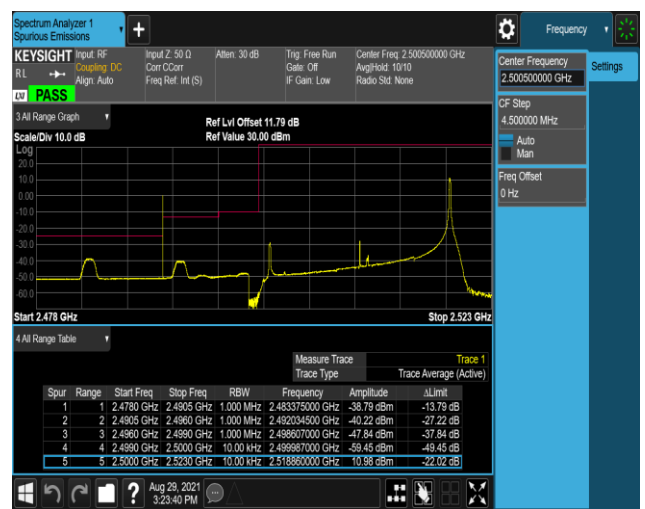 Spectrum Analyzer 1
Spurious Emissions
Frequency
KEYSIGHT
RL
Input: RF
Coupling: DC
Align: Auto
Input Z: 50 Ω
Corr CCorr
Freq Ref: Int (S)
Atten: 30 dB
Trig: Free Run
Gate: Off
IF Gain: Low
Center Freq: 2.500500000 GHz
Avg|Hold: 10/10
Radio Std: None
LXI PASS
Center Frequency
2.500500000 GHz
Settings
CF Step
4.500000 MHz
Auto
Man
Freq Offset
0 Hz
3 All Range Graph
Scale/Div 10.0 dB
Ref Lvl Offset 11.79 dB
Ref Value 30.00 dBm
Log
20.0
10.0
0.00
-10.0
-20.0
-30.0
-40.0
-50.0
-60.0
Start 2.478 GHz
Stop 2.523 GHz
4 All Range Table
Measure Trace Trace 1
Trace Type Trace Average (Active)
Spur Range Start Freq Stop Freq RBW Frequency Amplitude ΔLimit
1 1 2.4780 GHz 2.4905 GHz 1.000 MHz 2.483375000 GHz -38.79 dBm -13.79 dB
2 2 2.4905 GHz 2.4960 GHz 1.000 MHz 2.492034500 GHz -40.22 dBm -27.22 dB
3 3 2.4960 GHz 2.4990 GHz 1.000 MHz 2.498607000 GHz -47.84 dBm -37.84 dB
4 4 2.4990 GHz 2.5000 GHz 10.00 kHz 2.499987000 GHz -59.45 dBm -49.45 dB
5 5 2.5000 GHz 2.5230 GHz 10.00 kHz 2.518860000 GHz 10.98 dBm -22.02 dB
?
Aug 29, 2021
3:23:40 PM